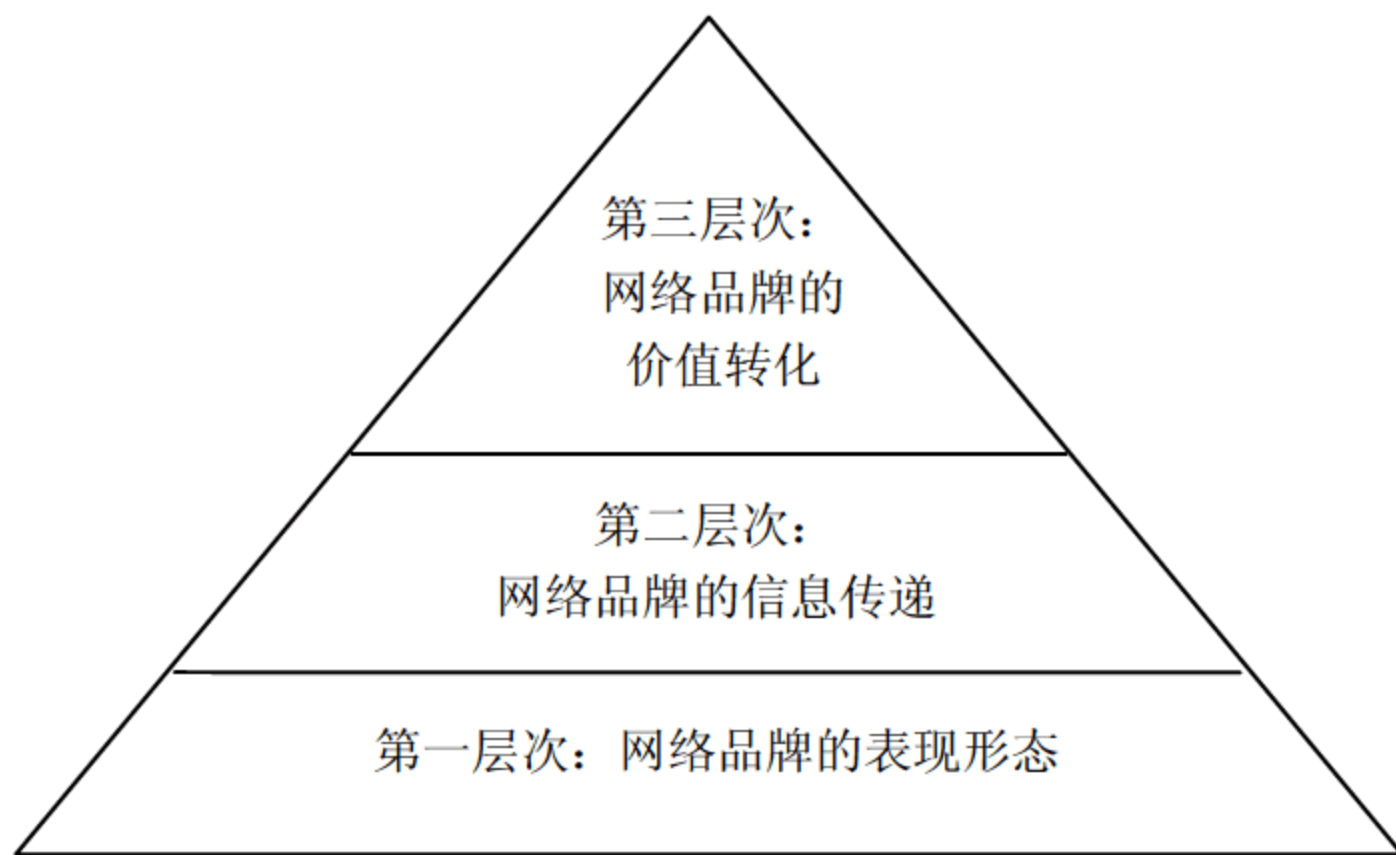 第三层次：
网络品牌的
价值转化
第二层次：
网络品牌的信息传递
第一层次：网络品牌的表现形态